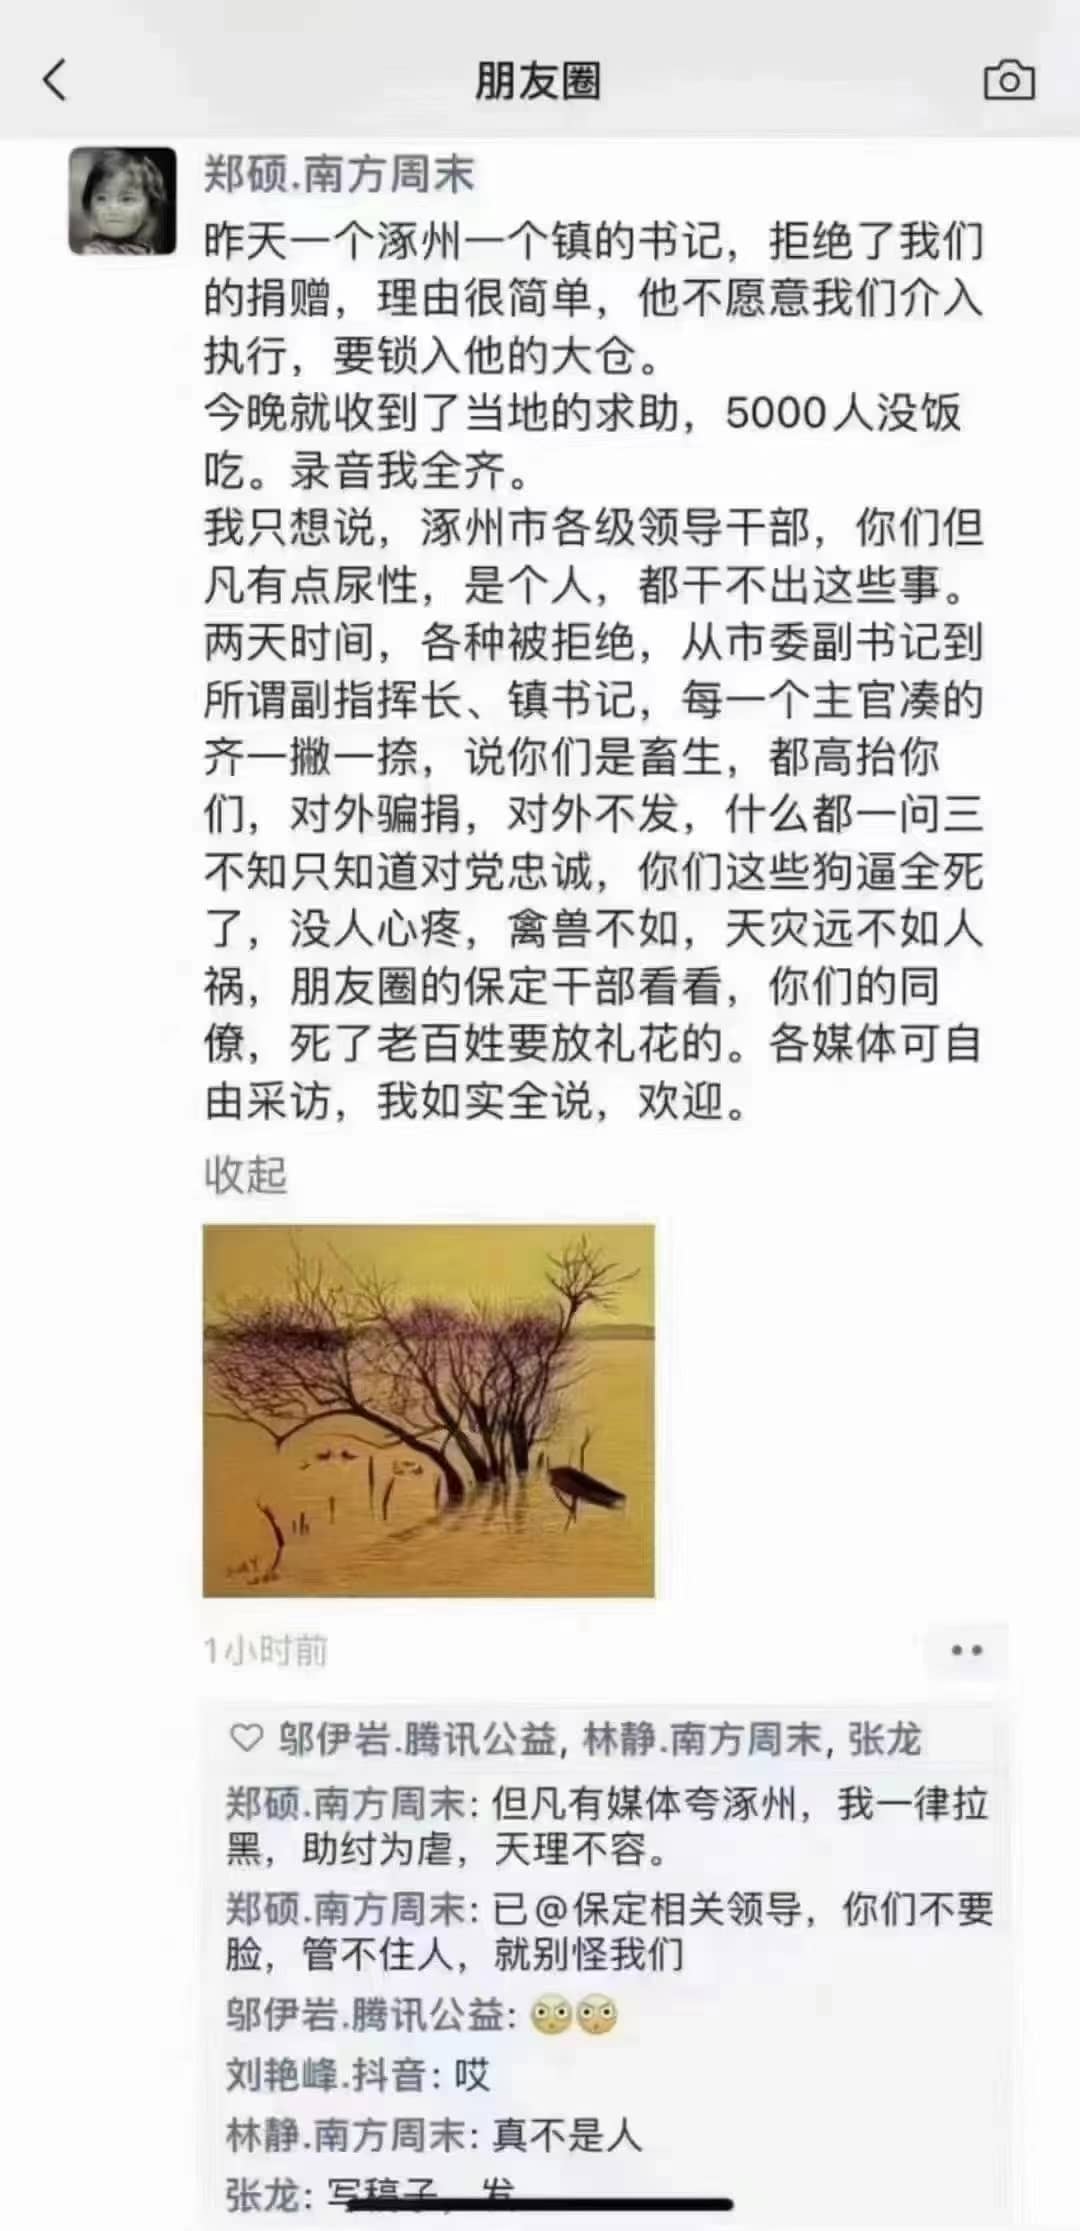 朋友圈
郑硕.南方周末
昨天一个涿州一个镇的书记，拒绝了我们
的捐赠，理由很简单，他不愿意我们介入
执行，要锁入他的大仓。
今晚就收到了当地的求助，5000人没饭
吃。录音我全齐。
我只想说，涿州市各级领导干部，你们但
凡有点尿性，是个人，都干不出这些事。
两天时间，各种被拒绝，从市委副书记到
所谓副指挥长、镇书记，每一个主官凑的
齐一撇一捺，说你们是畜生，都高抬你
们，对外骗捐，对外不发，什么都一问三
不知只知道对党忠诚，你们这些狗逼全死
了，没人心疼，禽兽不如，天灾远不如人
祸，朋友圈的保定干部看看，你们的同
僚，死了老百姓要放礼花的。各媒体可自
由采访，我如实全说，欢迎。
收起
1小时前
邬伊岩.腾讯公益, 林静.南方周末, 张龙
郑硕.南方周末: 但凡有媒体夸涿州，我一律拉
黑，助纣为虐，天理不容。
郑硕.南方周末: 已@保定相关领导，你们不要
脸，管不住人，就别怪我们
邬伊岩.腾讯公益:
刘艳峰.抖音: 哎
林静.南方周末: 真不是人
张龙: 写稿子，发